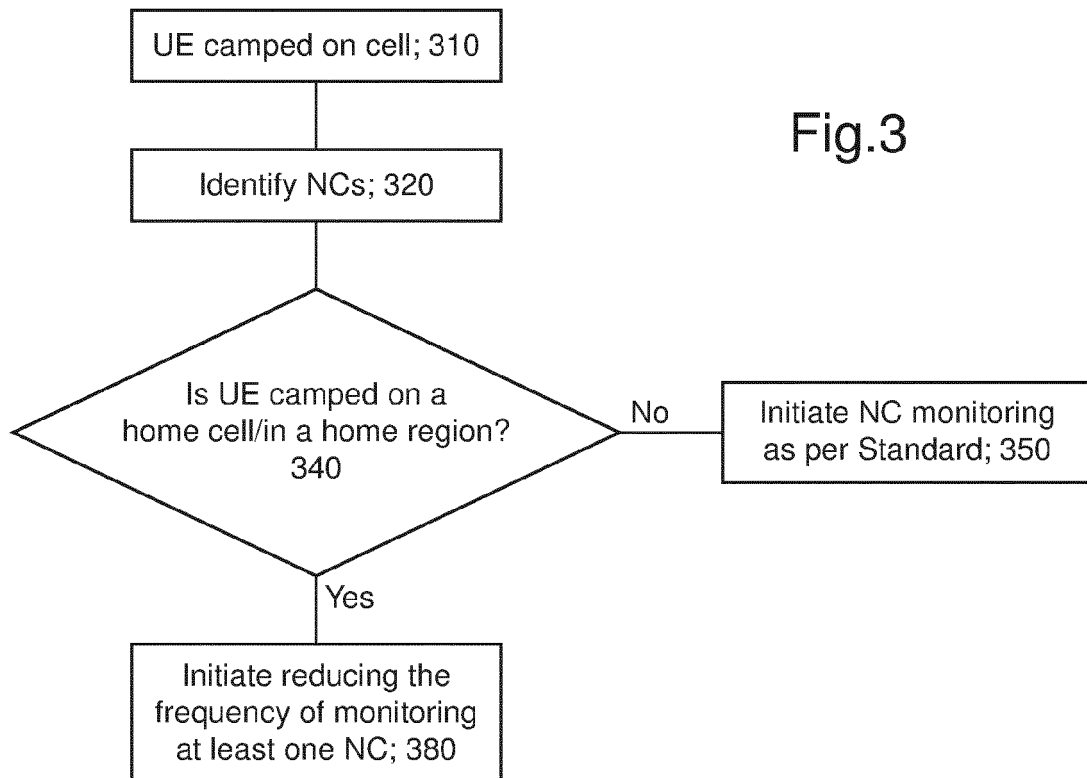 UE camped on cell; 310
Fig.3
Identify NCs; 320
Is UE camped on a
home cell/in a home region?
340
No
Initiate NC monitoring
as per Standard; 350
Yes
Initiate reducing the
frequency of monitoring
at least one NC; 380